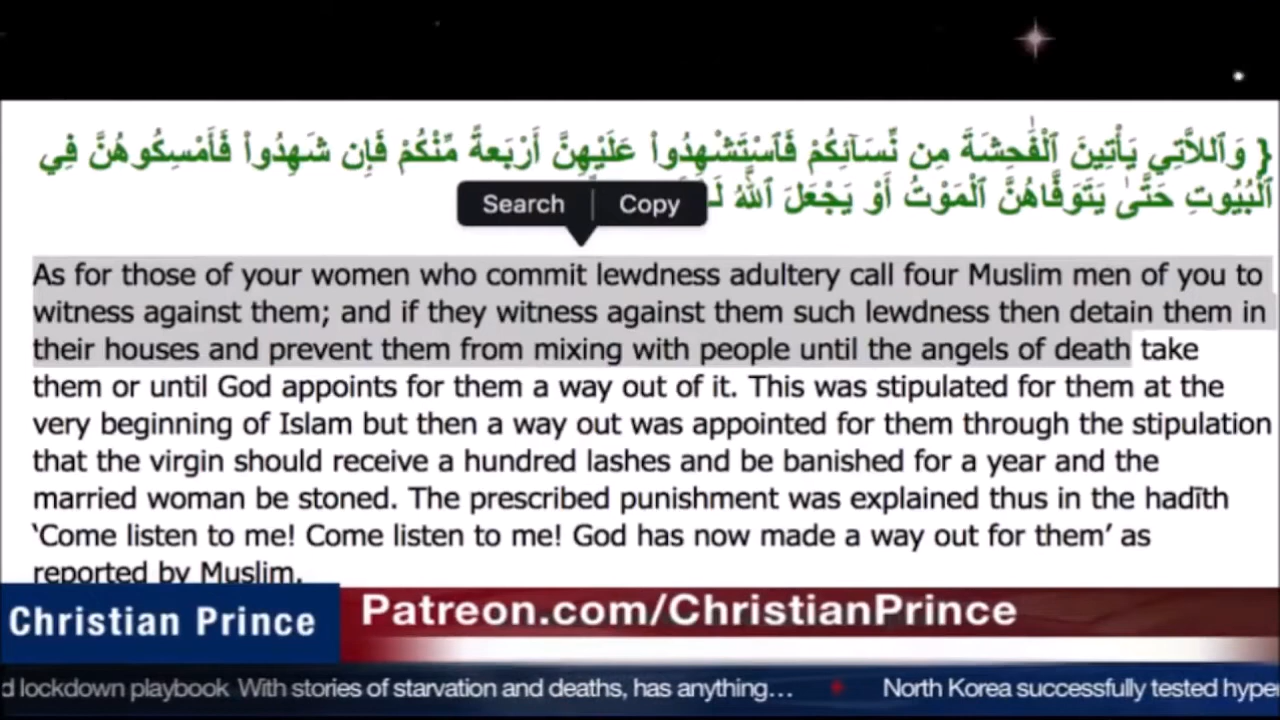 { وَٱللاَّتِي يَأْتِينَ ٱلْفَٰحِشَةَ مِن نِّسَآئِكُمْ فَٱسْتَشْهِدُواْ عَلَيْهِنَّ أَرْبَعةً مِّنْكُمْ فَإِن شَهِدُواْ فَأَمْسِكُوهُنَّ فِي
ٱلْبُيُوتِ حَتَّىٰ يَتَوَفَّاهُنَّ ٱلْمَوْتُ أَوْ يَجْعَلَ ٱللَّهُ
Search Copy
As for those of your women who commit lewdness adultery call four Muslim men of you to
witness against them; and if they witness against them such lewdness then detain them in
their houses and prevent them from mixing with people until the angels of death take
them or until God appoints for them a way out of it. This was stipulated for them at the
very beginning of Islam but then a way out was appointed for them through the stipulation
that the virgin should receive a hundred lashes and be banished for a year and the
married woman be stoned. The prescribed punishment was explained thus in the hadīth
‘Come listen to me! Come listen to me! God has now made a way out for them’ as
reported by Muslim.
Christian Prince
Patreon.com/ChristianPrince
d lockdown playbook With stories of starvation and deaths, has anything... North Korea successfully tested hype